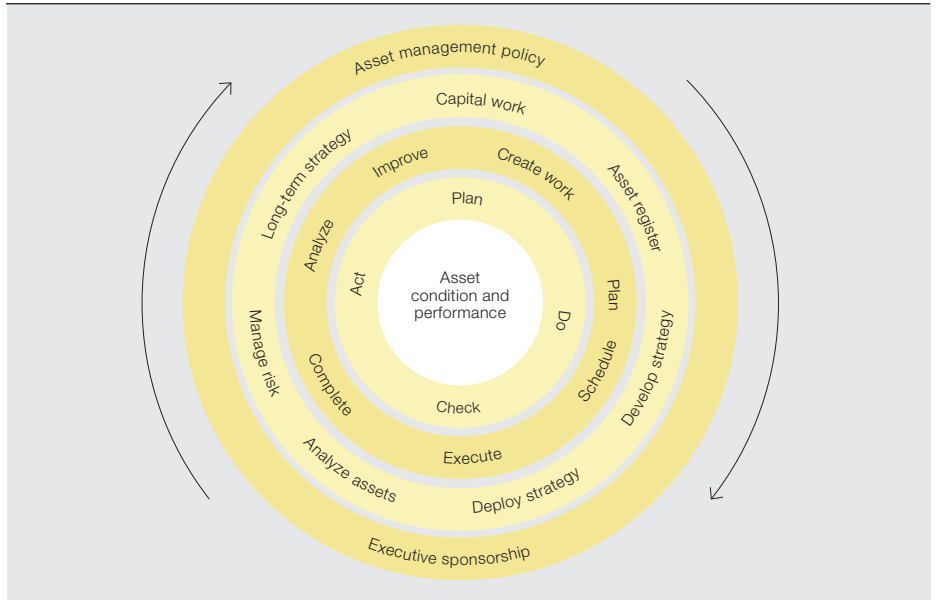 Asset management policy
Capital work
Asset register
Develop strategy
Deploy strategy
Analyze assets
Manage risk
Long-term strategy
Create work
Plan
Schedule
Execute
Complete
Analyze
Improve
Plan
Do
Check
Act
Asset
condition and
performance
Executive sponsorship